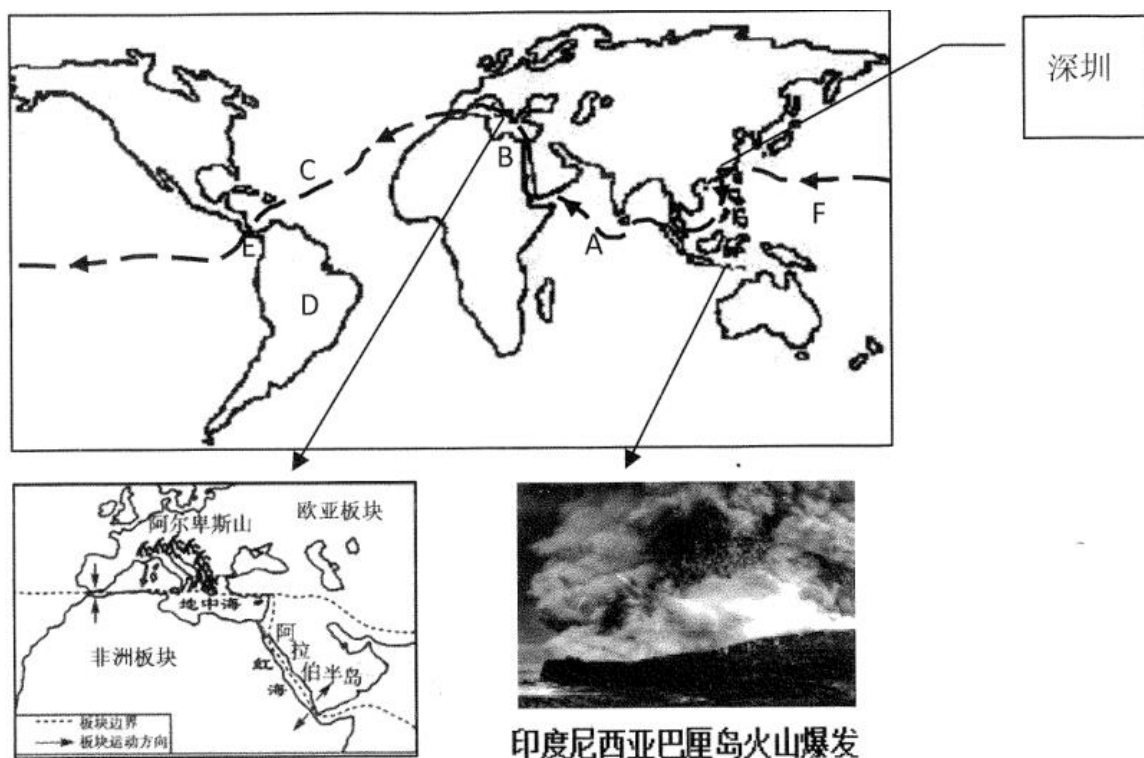 深圳
C
B
A
F
E
D
阿尔卑斯山
欧亚板块
地中海
非洲板块
阿拉伯半岛
红海
板块边界
板块运动方向
印度尼西亚巴厘岛火山爆发